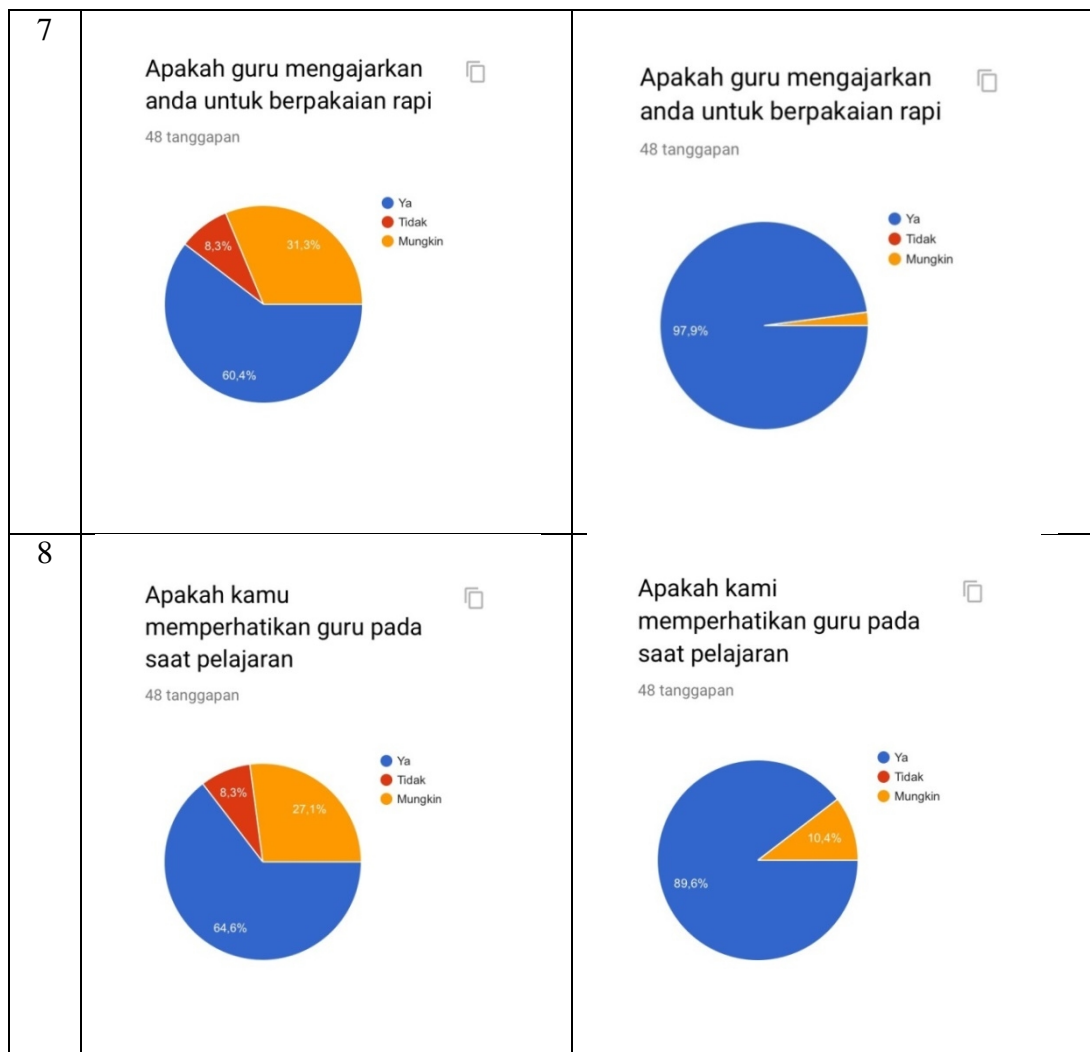 7
Apakah guru mengajarkan
anda untuk berpakaian rapi
48 tanggapan
Ya
Tidak
Mungkin
8,3%
31,3%
60,4%
Apakah guru mengajarkan
anda untuk berpakaian rapi
48 tanggapan
Ya
Tidak
Mungkin
97,9%
8
Apakah kamu
memperhatikan guru pada
saat pelajaran
48 tanggapan
Ya
Tidak
Mungkin
8,3%
27,1%
64,6%
Apakah kami
memperhatikan guru pada
saat pelajaran
48 tanggapan
Ya
Tidak
Mungkin
10,4%
89,6%